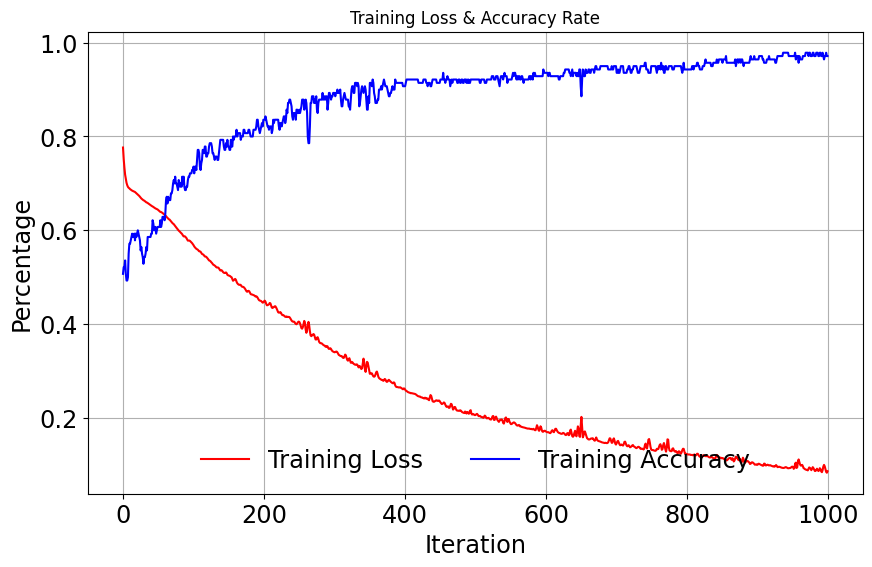 Training Loss & Accuracy Rate
1.0
0.8
0.6
0.4
0.2
Percentage
Training Loss Training Accuracy
0 200 400 600 800 1000
Iteration